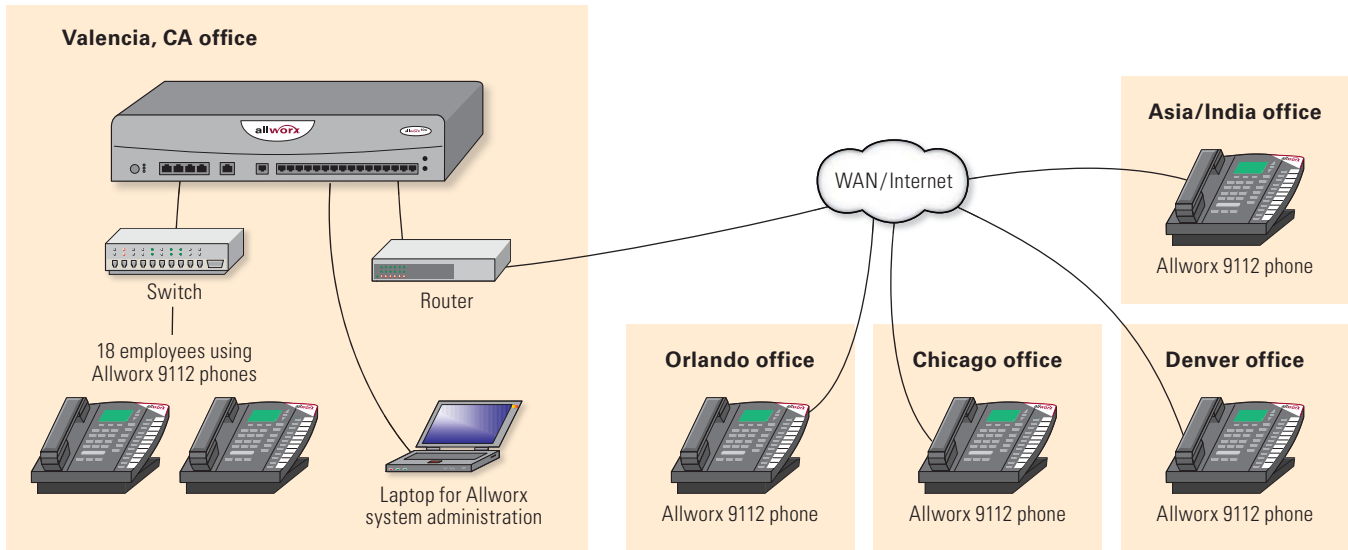 Valencia, CA office
allworx
Switch
18 employees using
Allworx 9112 phones
Router
Laptop for Allworx
system administration
WAN/Internet
Asia/India office
Allworx 9112 phone
Orlando office
Allworx 9112 phone
Chicago office
Allworx 9112 phone
Denver office
Allworx 9112 phone